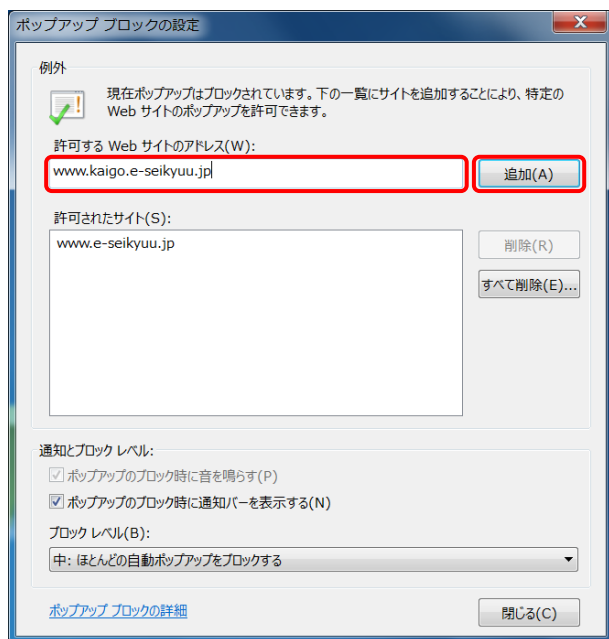 ポップアップ ブロックの設定
例外
現在ポップアップはブロックされています。下の一覧にサイトを追加することにより、特定の
Web サイトのポップアップを許可できます。
許可する Web サイトのアドレス(W):
www.kaigo.e-seikyuu.jp
追加(A)
許可されたサイト(S):
www.e-seikyuu.jp
削除(R)
すべて削除(E)...
通知とブロック レベル:
ポップアップのブロック時に音を鳴らす(P)
ポップアップのブロック時に通知バーを表示する(N)
ブロック レベル(B):
中: ほとんどの自動ポップアップをブロックする
ポップアップ ブロックの詳細
閉じる(C)